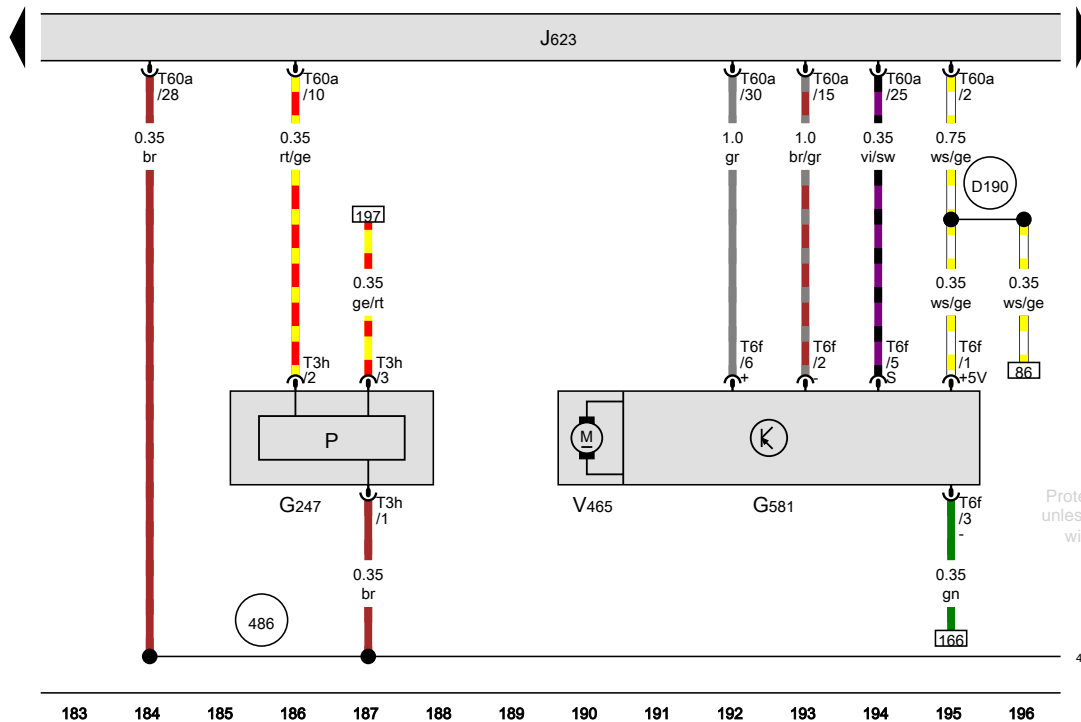 J623
T60a
/28
T60a
/10
T60a
/30
T60a
/15
T60a
/25
T60a
/2
0.35
br
0.35
rt/ge
1.0
gr
1.0
br/gr
0.35
vi/sw
0.75
ws/ge
D190
197
0.35
ge/rt
0.35
ws/ge
0.35
ws/ge
T3h
/2
T3h
/3
T6f
/6
+
T6f
/2
-
T6f
/5
S
T6f
/1
+5V
86
P
M
G247
T3h
/1
V465
G581
T6f
/3
-
Prote
unles
wi
0.35
br
0.35
gn
486
166
4
183 184 185 186 187 188 189 190 191 192 193 194 195 196